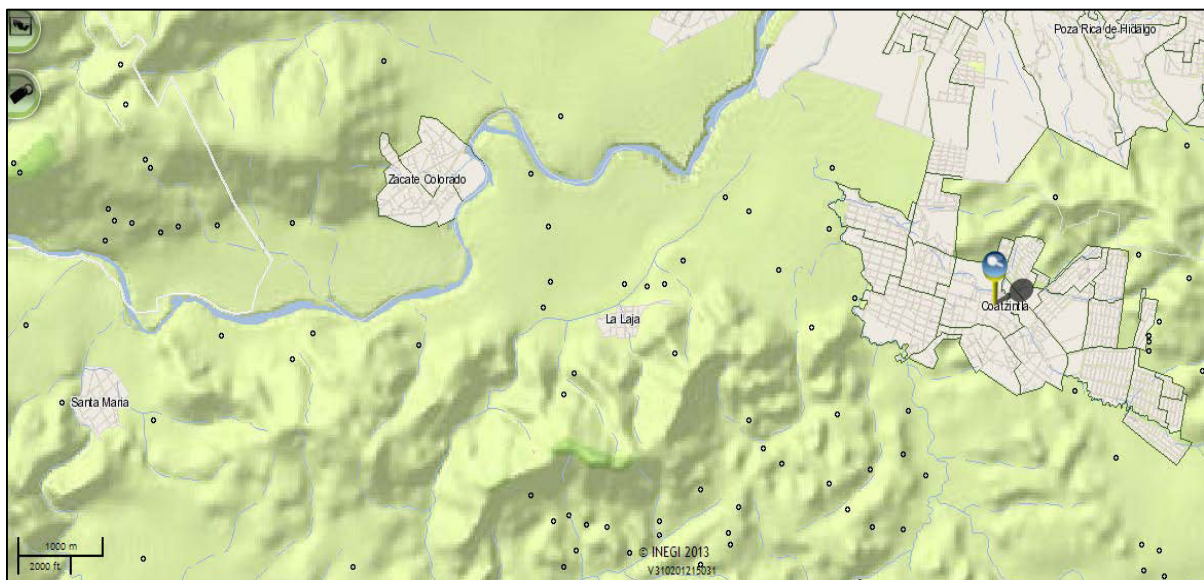 Poza Rica de Hidalgo
Zacate Colorado
Coatzintla
La Laja
Santa Maria
1000 m
2000 ft
© INEGI 2013
V310201215031